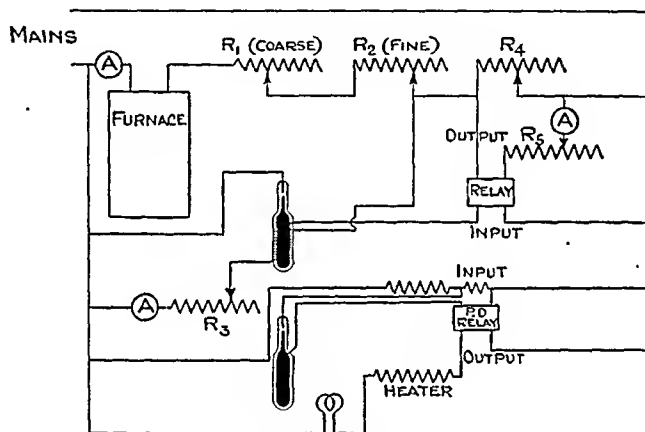 MAINS
A
R1 (COARSE)
R2 (FINE)
R4
FURNACE
A
OUTPUT
R5
RELAY
INPUT
INPUT
A
R3
P.D
RELAY
OUTPUT
HEATER